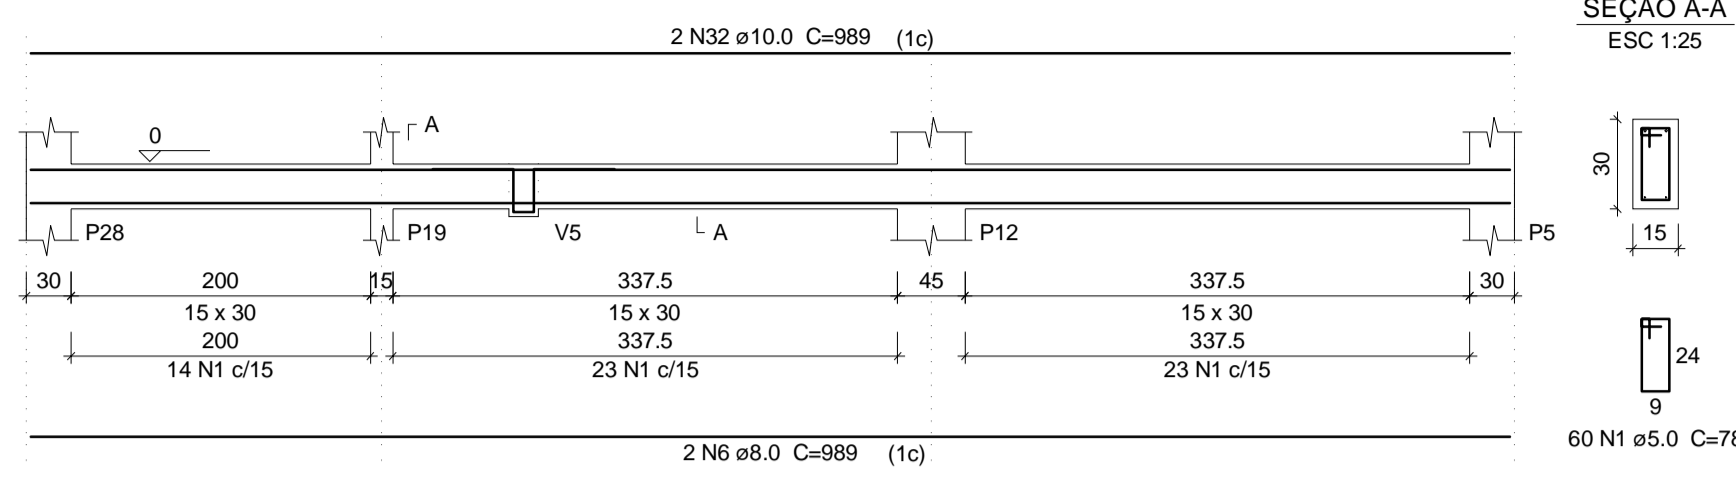 SEÇÃO A-A
ESC 1:25
2 N32 ø10.0 C=989 (1c)
A
0
30
P28
P19
V5
A
P12
P5
15
30
200
15
337.5
45
337.5
30
15 x 30
15 x 30
15 x 30
200
337.5
337.5
14 N1 c/15
23 N1 c/15
23 N1 c/15
24
9
60 N1 ø5.0 C=78
2 N6 ø8.0 C=989 (1c)